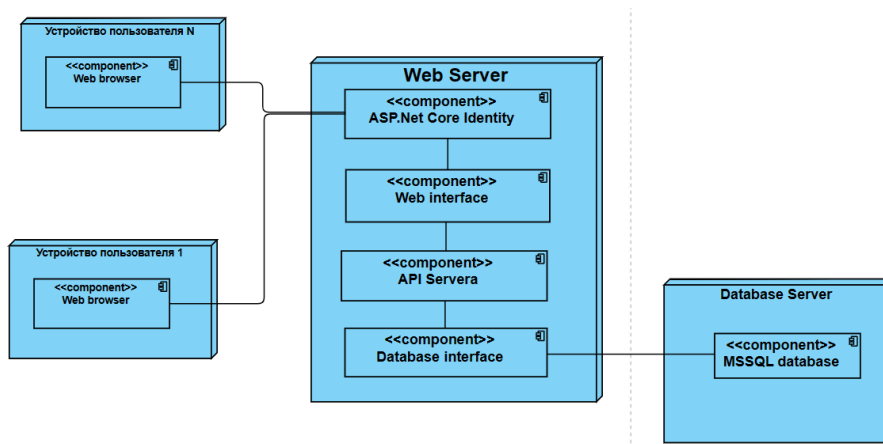 Устройство пользователя N
<<component>>
Web browser
Устройство пользователя 1
<<component>>
Web browser
Web Server
<<component>>
ASP.Net Core Identity
<<component>>
Web interface
<<component>>
API Servera
<<component>>
Database interface
Database Server
<<component>>
MSSQL database